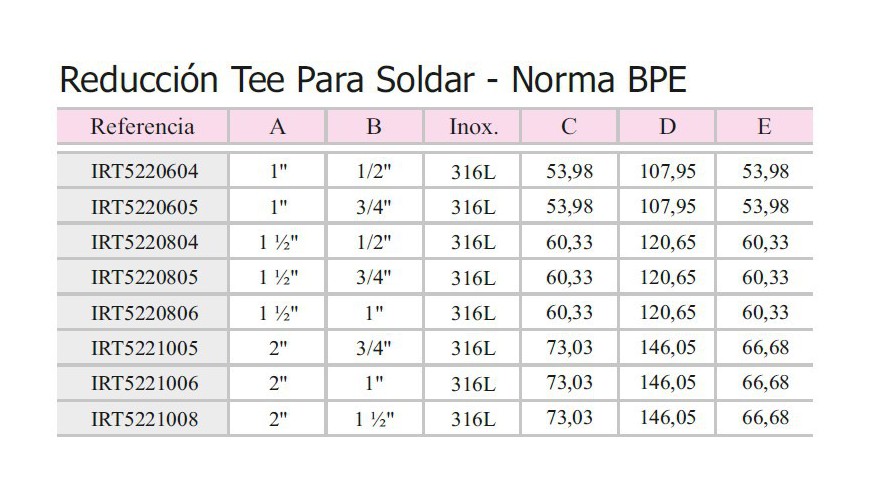 Reducción Tee Para Soldar - Norma BPE
Referencia A B Inox. C D E
IRT5220604 1" 1/2" 316L 53,98 107,95 53,98
IRT5220605 1" 3/4" 316L 53,98 107,95 53,98
IRT5220804 1 ½" 1/2" 316L 60,33 120,65 60,33
IRT5220805 1 ½" 3/4" 316L 60,33 120,65 60,33
IRT5220806 1 ½" 1" 316L 60,33 120,65 60,33
IRT5221005 2" 3/4" 316L 73,03 146,05 66,68
IRT5221006 2" 1" 316L 73,03 146,05 66,68
IRT5221008 2" 1 ½" 316L 73,03 146,05 66,68